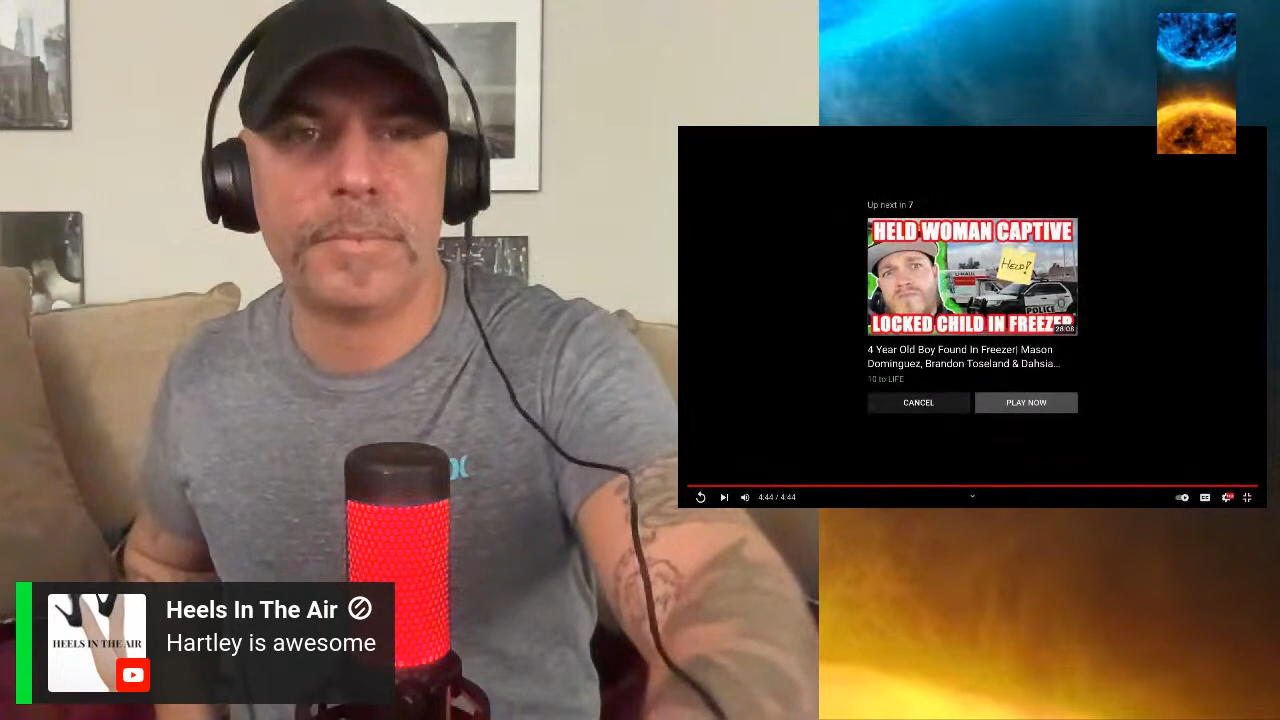 Up next in 7
HELD WOMAN CAPTIVE
HELP!
U-HAUL
POLICE
LOCKED CHILD IN FREEZER
28:08
4 Year Old Boy Found In Freezer| Mason
Dominguez, Brandon Toseland & Dahsia...
10 to LIFE
CANCEL
PLAY NOW
4:44 / 4:44
Heels In The Air
Hartley is awesome
HEELS IN THE AIR